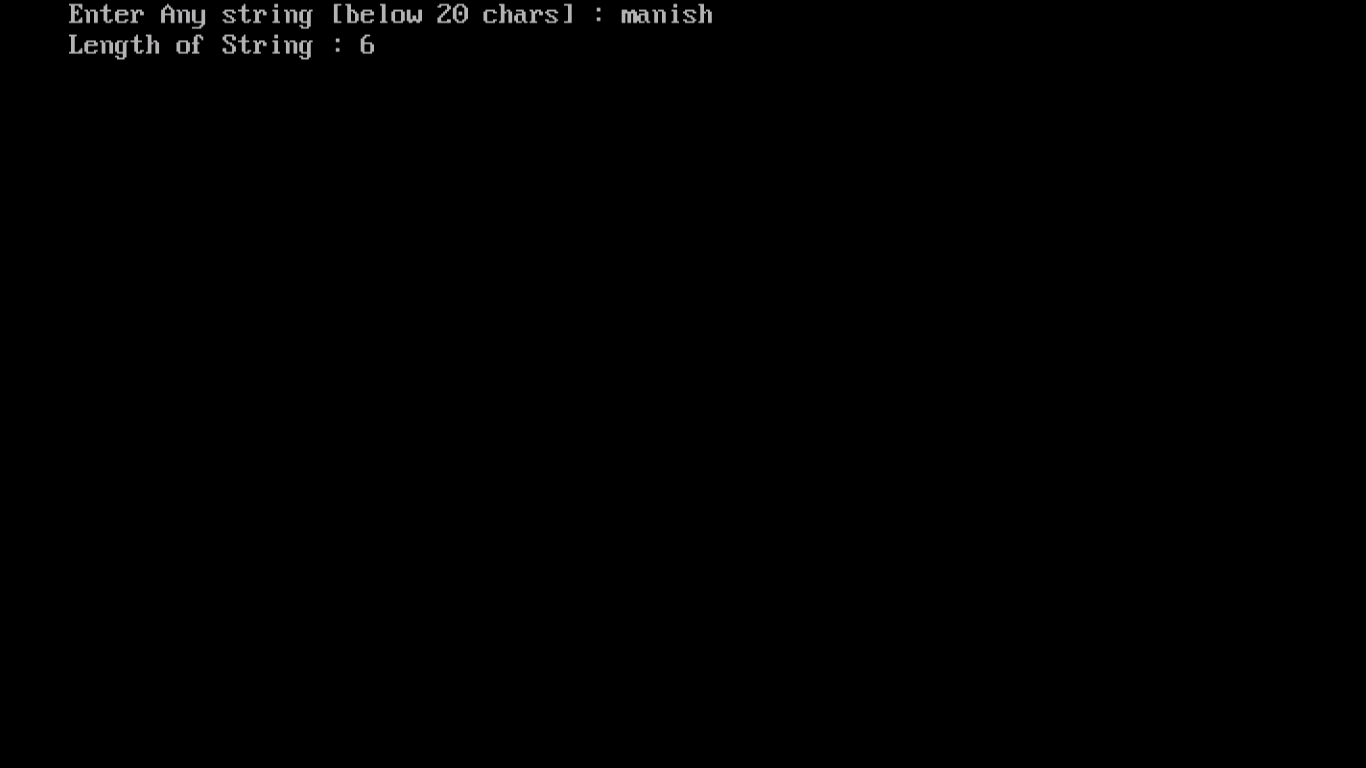 Enter Any string [below 20 chars] : manish
Length of String : 6